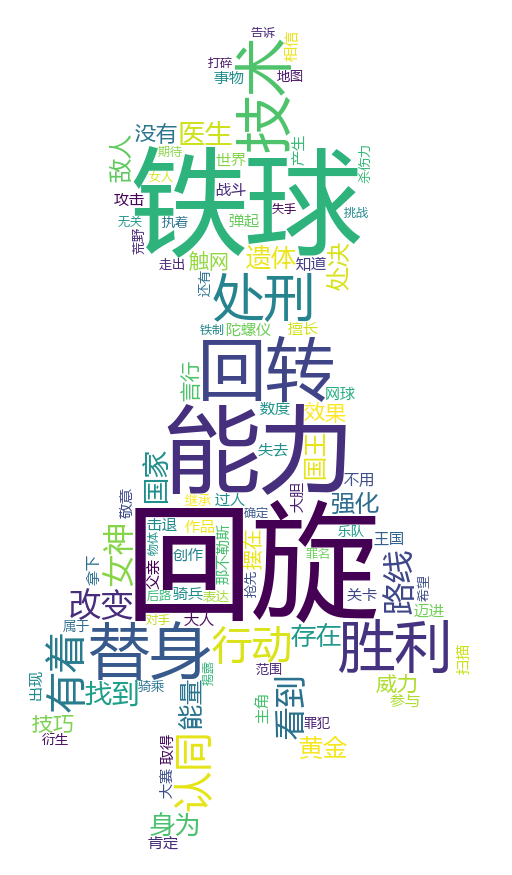 告诉
打碎
相信
事物
地图
技术
没有
医生
产生
敌人
期待
世界
杀伤力
女人
铁球
攻击
战斗
失手
挑战
无关
执着
弹起
荒野
走出
触网
遗体
知道
处决
还有
处刑
铁制
陀螺仪
擅长
回转
言行
网球
数度
效果
能力
失去
国王
国家
不用
大胆
敬意
继承
过人
强化
确定
击退
作品
乐队
女神
物体
那不勒斯
王国
摆在
罪名
创作
拿下
父亲
回旋
路线
抢先
希望
后路
骑兵
表达
关卡
改变
迈进
对手
大人
属于
替身
行动
存在
胜利
有着
范围
扫描
揭露
出现
找到
骑乘
能量
看到
威力
主角
参与
技巧
罪犯
衍生
认同
取得
黄金
大赛
身为
肯定